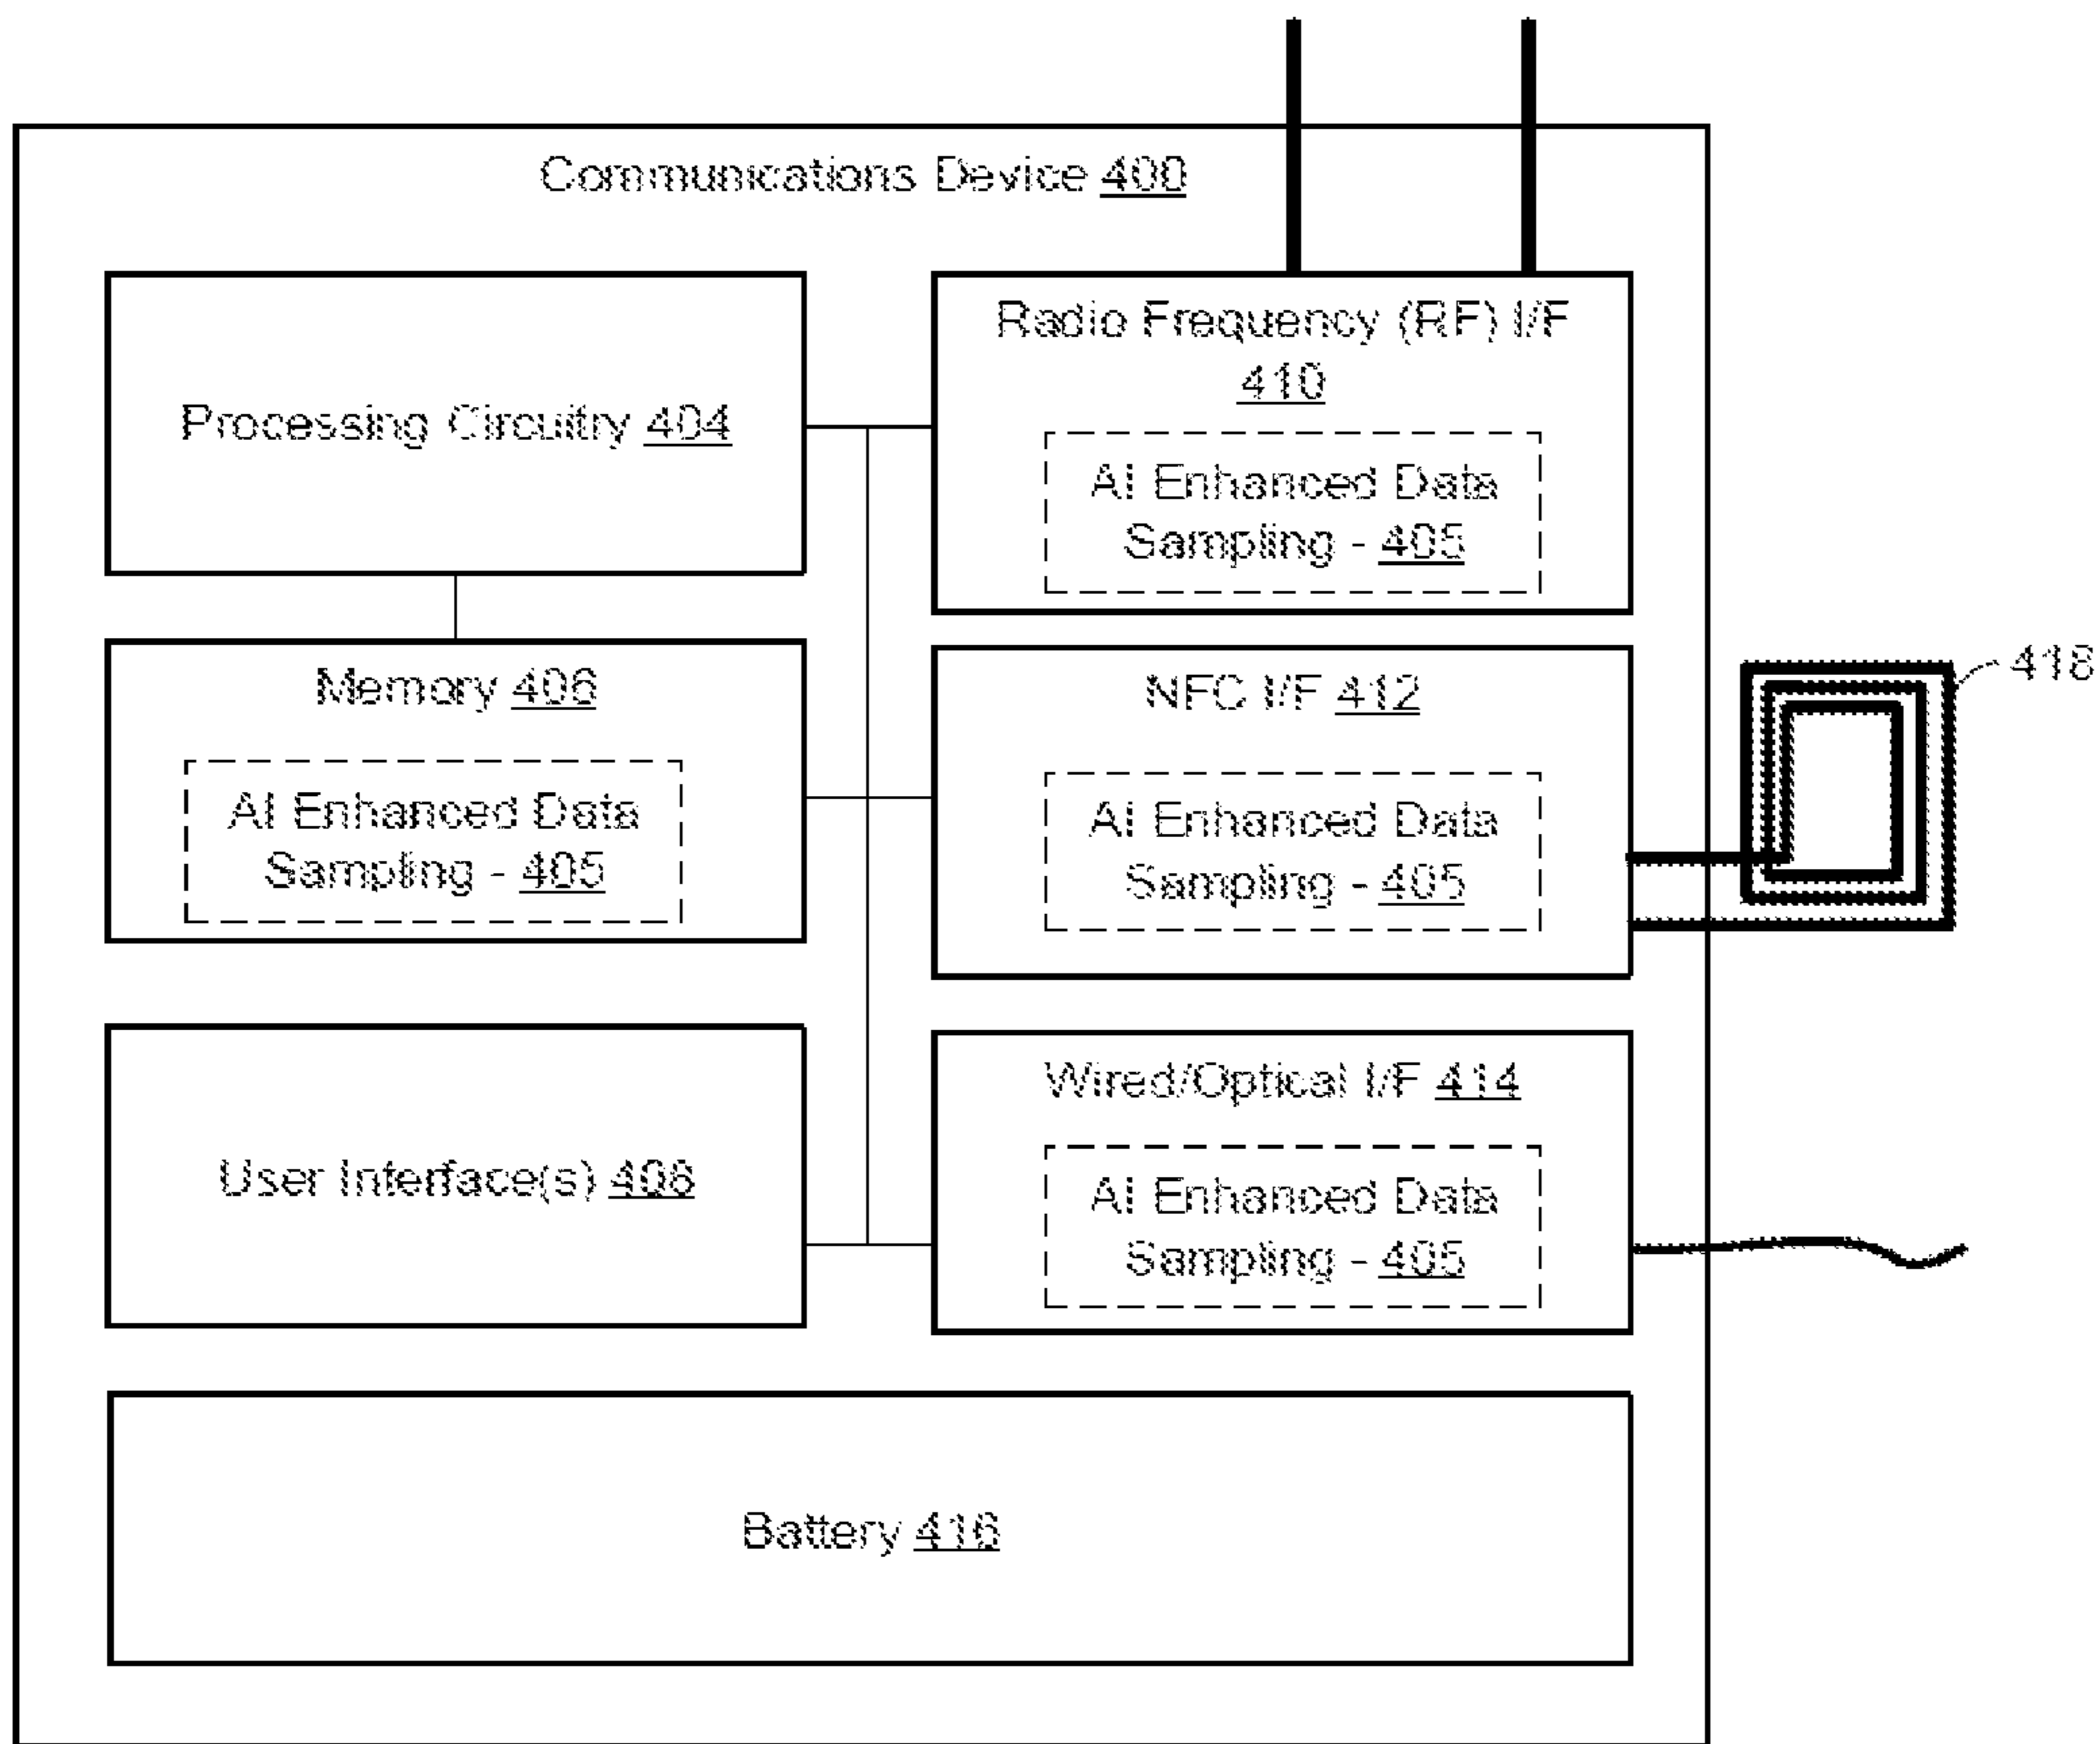 Communications Device 400
Processing Circuitry 404
Radio Frequency (RF) I/F
410
AI Enhanced Data
Sampling - 405
Memory 406
AI Enhanced Data
Sampling - 405
NFC I/F 412
AI Enhanced Data
Sampling - 405
418
User Interface(s) 408
Wired/Optical I/F 414
AI Enhanced Data
Sampling - 405
Battery 416